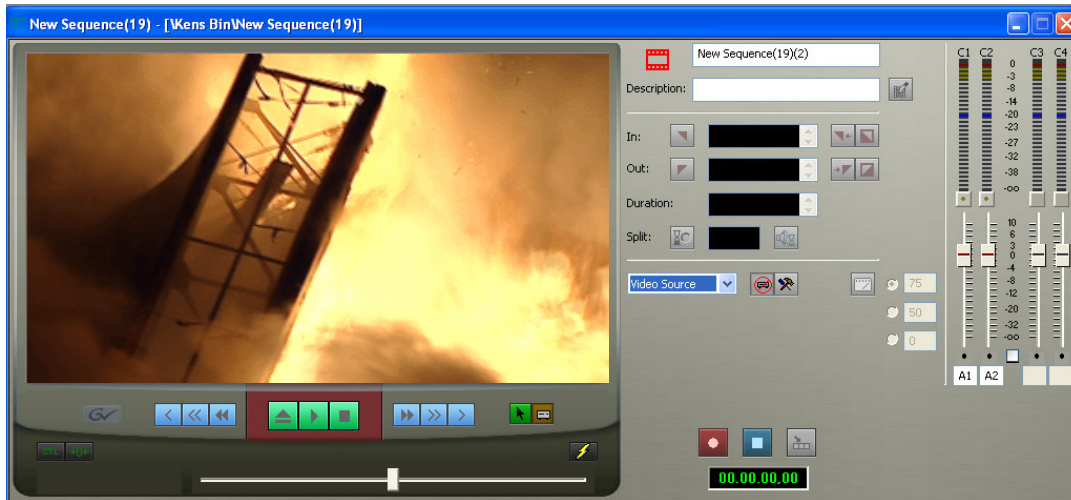 New Sequence(19) - [\Kens Bin\New Sequence(19)]
New Sequence(19)(2)
Description:
In:
Out:
Duration:
Split:
Video Source
75
50
0
C1 C2 C3 C4
0
-3
-8
-14
-20
-23
-27
-32
-38
-oo
10
6
3
0
-4
-8
-12
-20
-32
-oo
A1 A2
GV
CTL
00.00.00,00